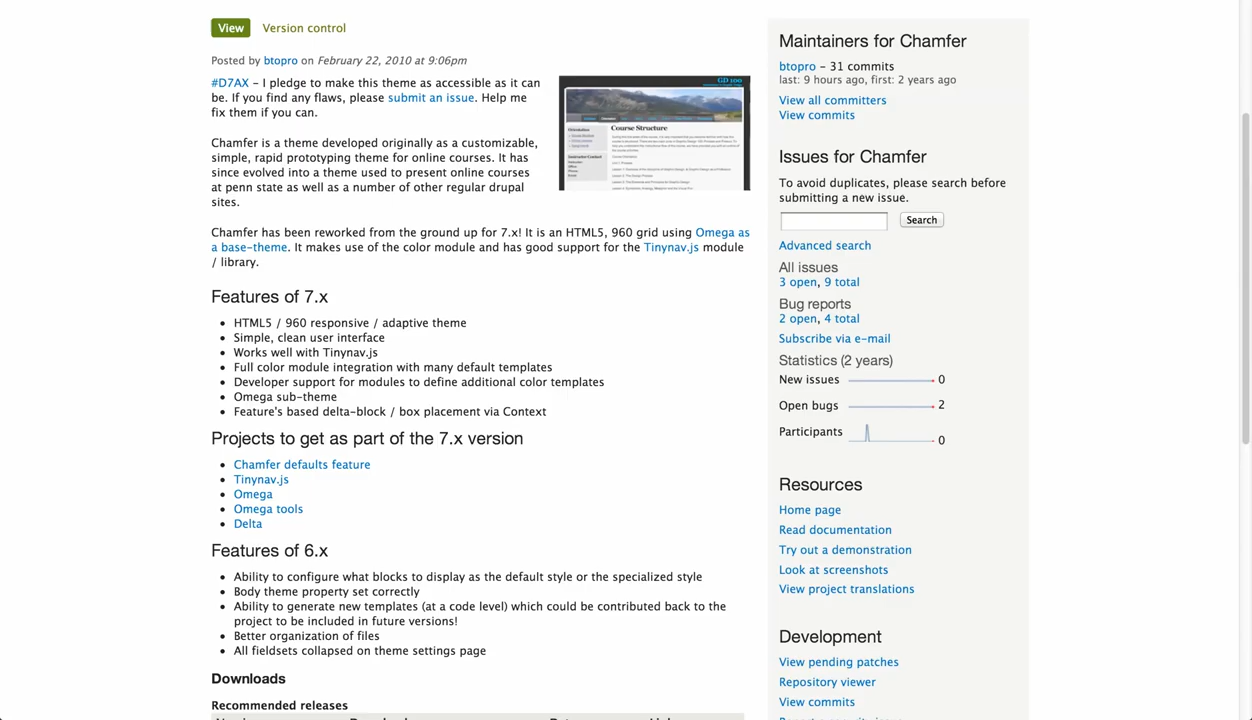 View Version control
Posted by btopro on February 22, 2010 at 9:06pm
#D7AX - I pledge to make this theme as accessible as it can
be. If you find any flaws, please submit an issue. Help me
fix them if you can.
Chamfer is a theme developed originally as a customizable,
simple, rapid prototyping theme for online courses. It has
since evolved into a theme used to present online courses
at penn state as well as a number of other regular drupal
sites.
GD 100
Course Structure
Chamfer has been reworked from the ground up for 7.x! It is an HTML5, 960 grid using Omega as
a base-theme. It makes use of the color module and has good support for the Tinynav.js module
/ library.
Features of 7.x
• HTML5 / 960 responsive / adaptive theme
• Simple, clean user interface
• Works well with Tinynav.js
• Full color module integration with many default templates
• Developer support for modules to define additional color templates
• Omega sub-theme
• Feature's based delta-block / box placement via Context
Projects to get as part of the 7.x version
• Chamfer defaults feature
• Tinynav.js
• Omega
• Omega tools
• Delta
Features of 6.x
• Ability to configure what blocks to display as the default style or the specialized style
• Body theme property set correctly
• Ability to generate new templates (at a code level) which could be contributed back to the
project to be included in future versions!
• Better organization of files
• All fieldsets collapsed on theme settings page
Downloads
Recommended releases
Maintainers for Chamfer
btopro - 31 commits
last: 9 hours ago, first: 2 years ago
View all committers
View commits
Issues for Chamfer
To avoid duplicates, please search before
submitting a new issue.
Search
Advanced search
All issues
3 open, 9 total
Bug reports
2 open, 4 total
Subscribe via e-mail
Statistics (2 years)
New issues 0
Open bugs 2
Participants 0
Resources
Home page
Read documentation
Try out a demonstration
Look at screenshots
View project translations
Development
View pending patches
Repository viewer
View commits